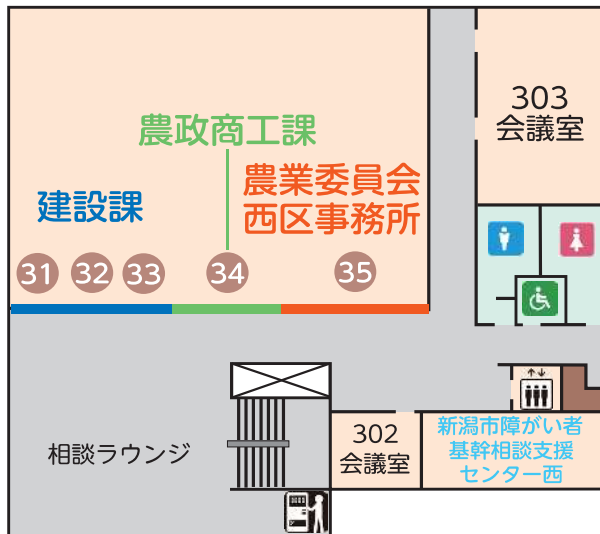 303
会議室
農政商工課
農業委員会
西区事務所
建設課
31
32
33
34
35
302
会議室
新潟市障がい者
基幹相談支援
センター西
相談ラウンジ